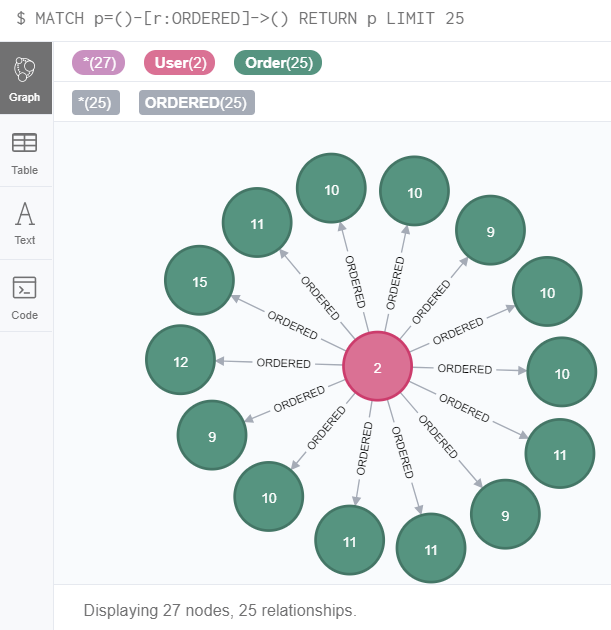 $ MATCH p=()-[r:ORDERED]->() RETURN p LIMIT 25
*(27) User(2) Order(25)
Graph
*(25) ORDERED(25)
Table
Text
Code
10
10
11
9
15
10
12
2
10
9
11
10
9
11
11
ORDERED
ORDERED
ORDERED
ORDERED
ORDERED
ORDERED
ORDERED
ORDERED
ORDERED
ORDERED
ORDERED
ORDERED
ORDERED
ORDERED
Displaying 27 nodes, 25 relationships.